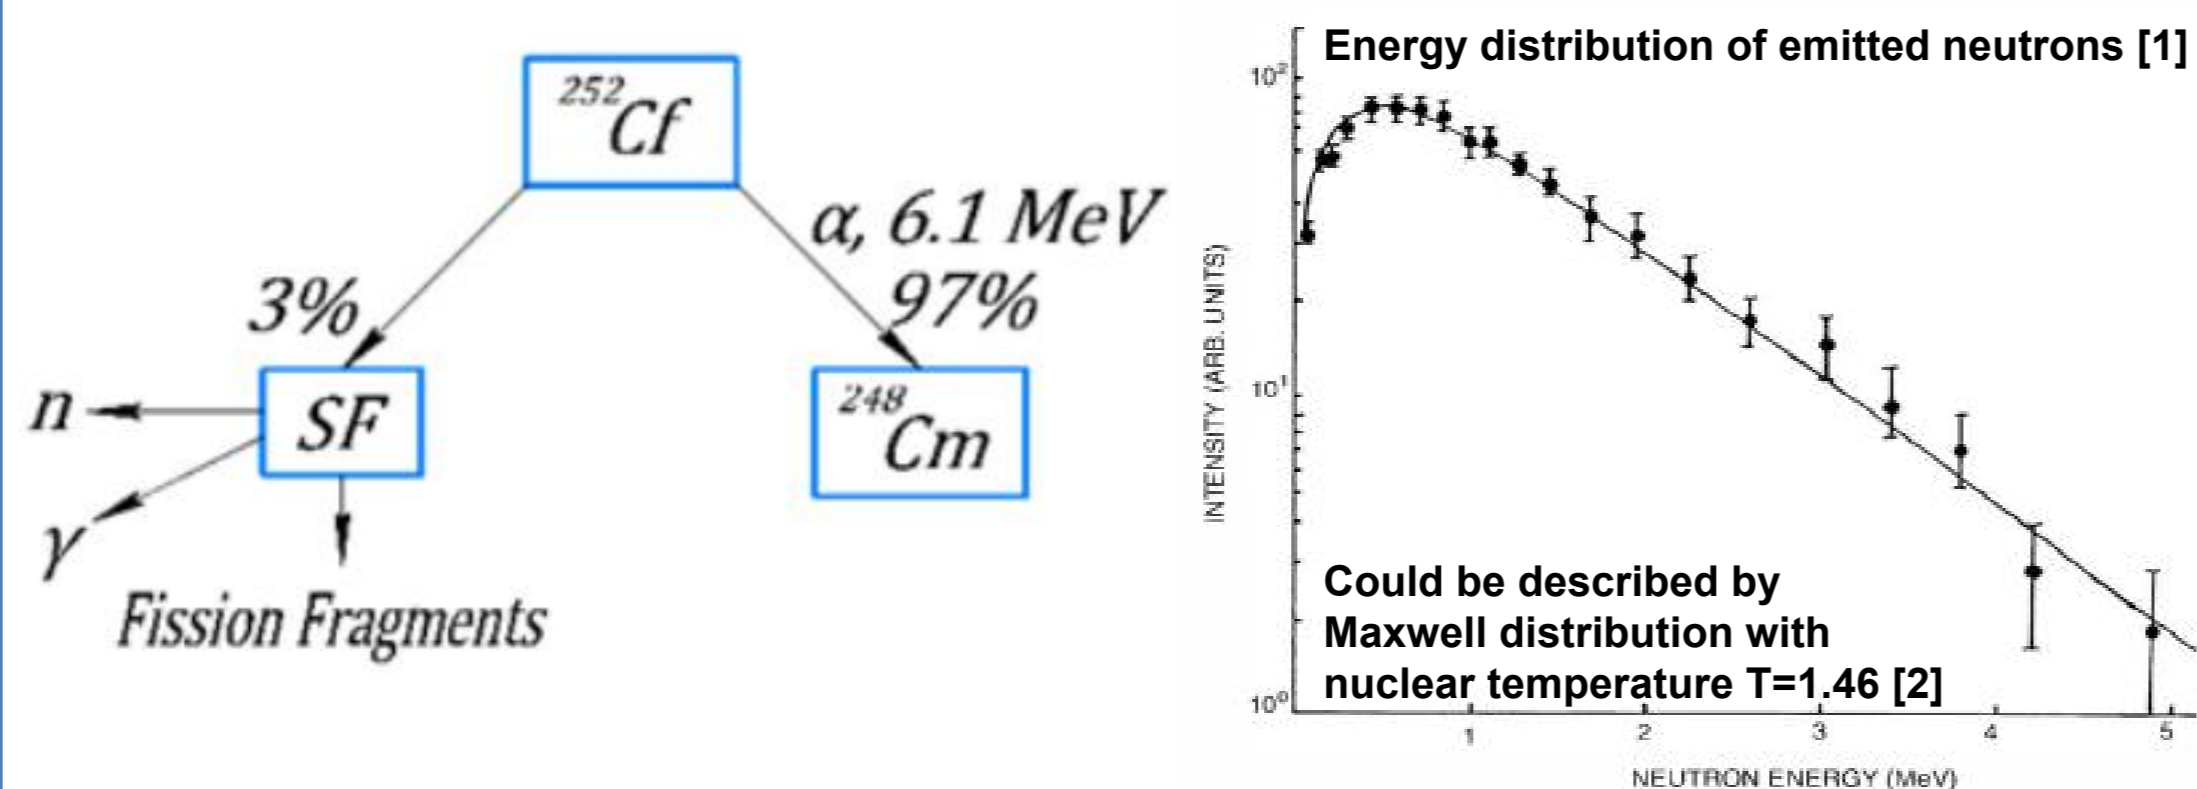 ²⁵²Cf
α, 6.1 MeV
97%
3%
n
SF
γ
²⁴⁸Cm
Fission Fragments
Energy distribution of emitted neutrons [1]
10²
10¹
10⁰
INTENSITY (ARB. UNITS)
Could be described by
Maxwell distribution with
nuclear temperature T=1.46 [2]
1 2 3 4 5
NEUTRON ENERGY (MeV)